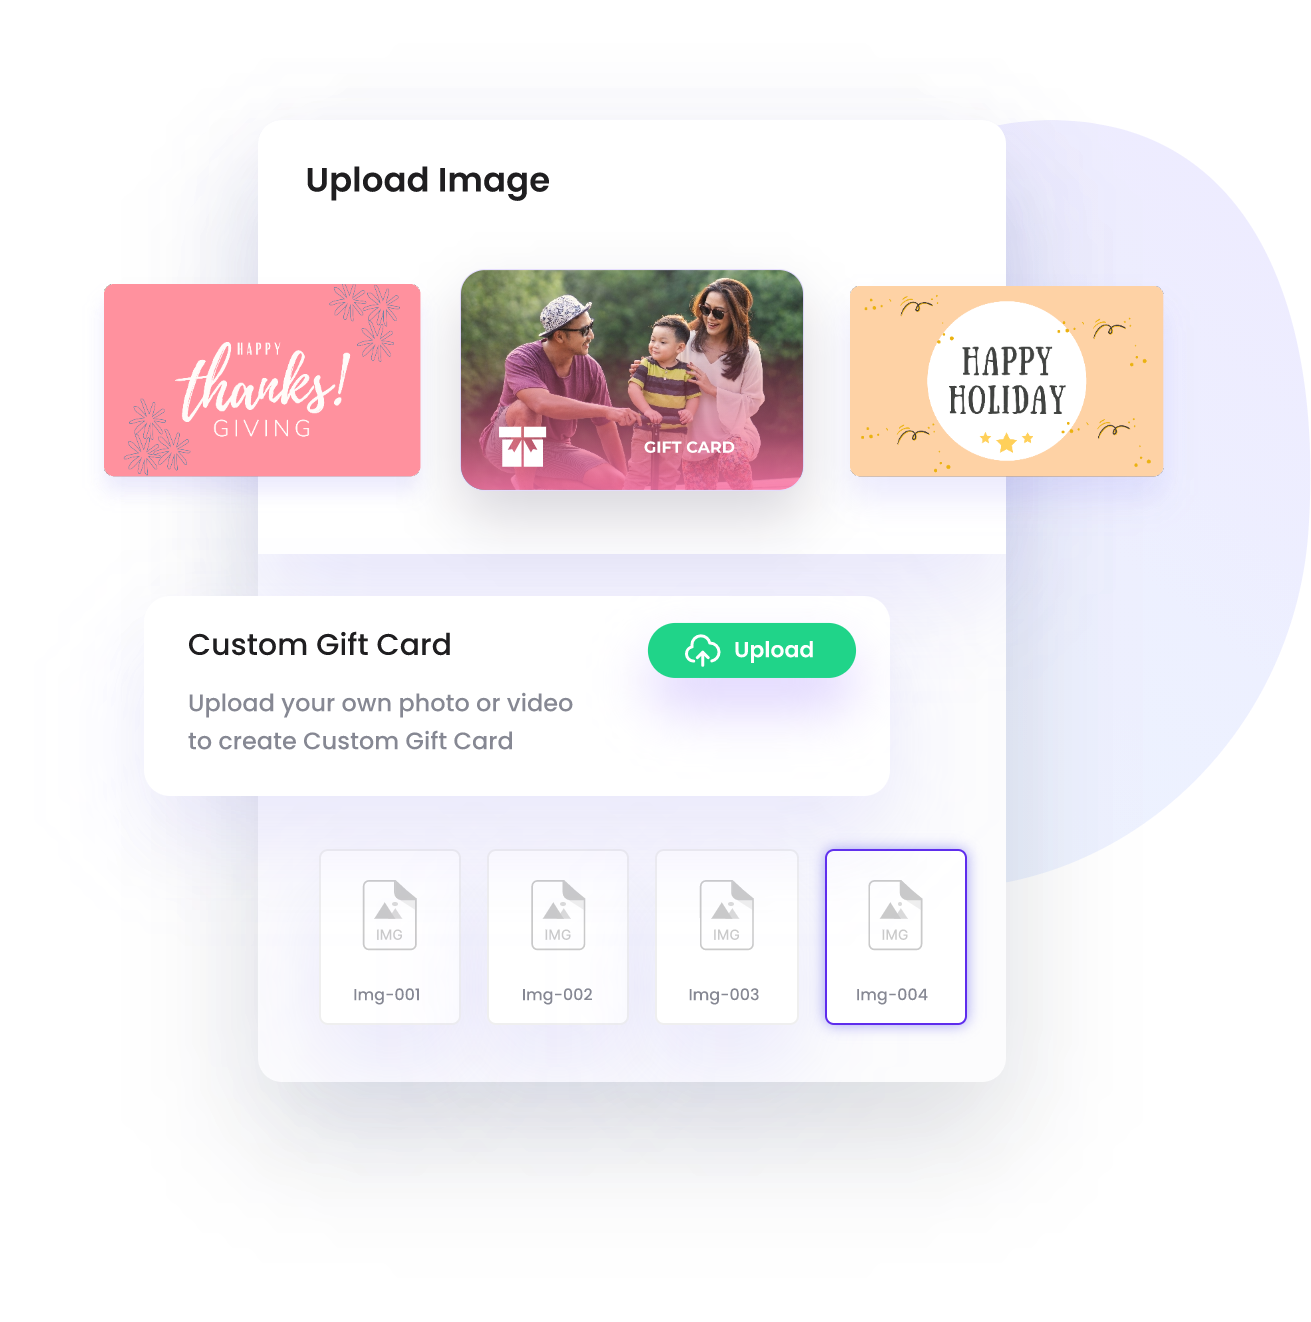 Upload Image
HAPPY
thanks!
GIVING
GIFT CARD
HAPPY
HOLIDAY
Custom Gift Card
Upload
Upload your own photo or video
to create Custom Gift Card
IMG
IMG
IMG
IMG
Img-001
Img-002
Img-003
Img-004